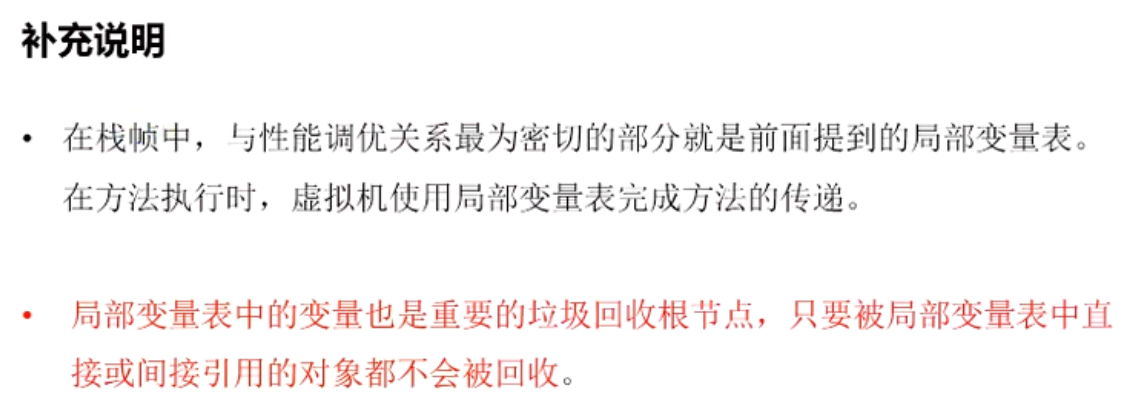 补充说明
• 在栈帧中，与性能调优关系最为密切的部分就是前面提到的局部变量表。
在方法执行时，虚拟机使用局部变量表完成方法的传递。
• 局部变量表中的变量也是重要的垃圾回收根节点，只要被局部变量表中直
接或间接引用的对象都不会被回收。